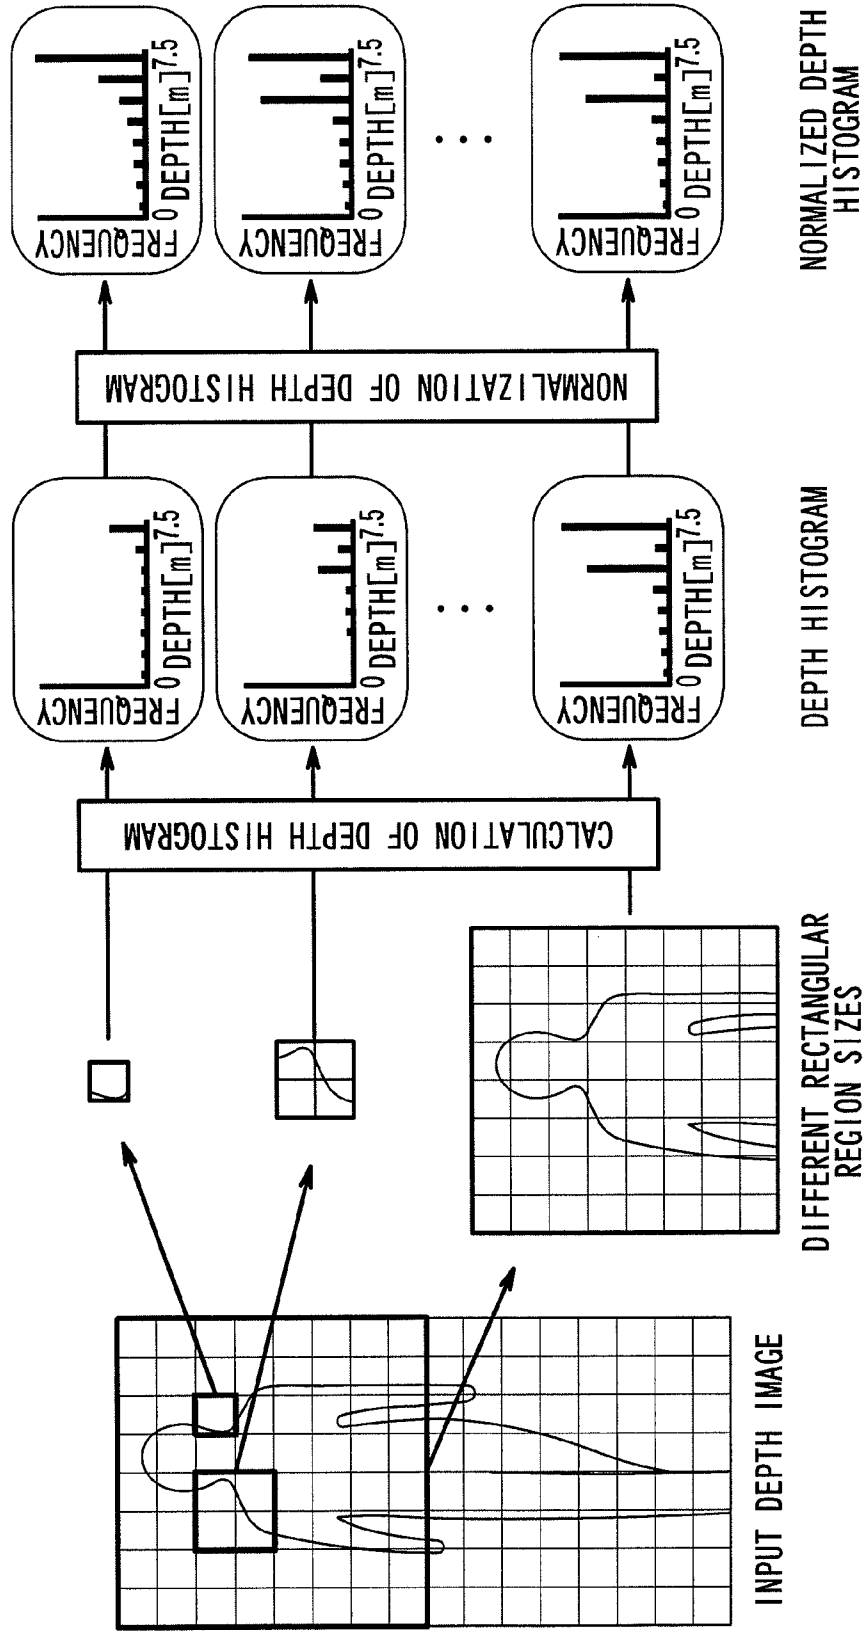 INPUT DEPTH IMAGE
DIFFERENT RECTANGULAR
REGION SIZES
CALCULATION OF DEPTH HISTOGRAM
FREQUENCY
0 DEPTH[m] 7.5
FREQUENCY
0 DEPTH[m] 7.5
...
FREQUENCY
0 DEPTH[m] 7.5
DEPTH HISTOGRAM
NORMALIZATION OF DEPTH HISTOGRAM
FREQUENCY
0 DEPTH[m] 7.5
FREQUENCY
0 DEPTH[m] 7.5
...
FREQUENCY
0 DEPTH[m] 7.5
NORMALIZED DEPTH
HISTOGRAM